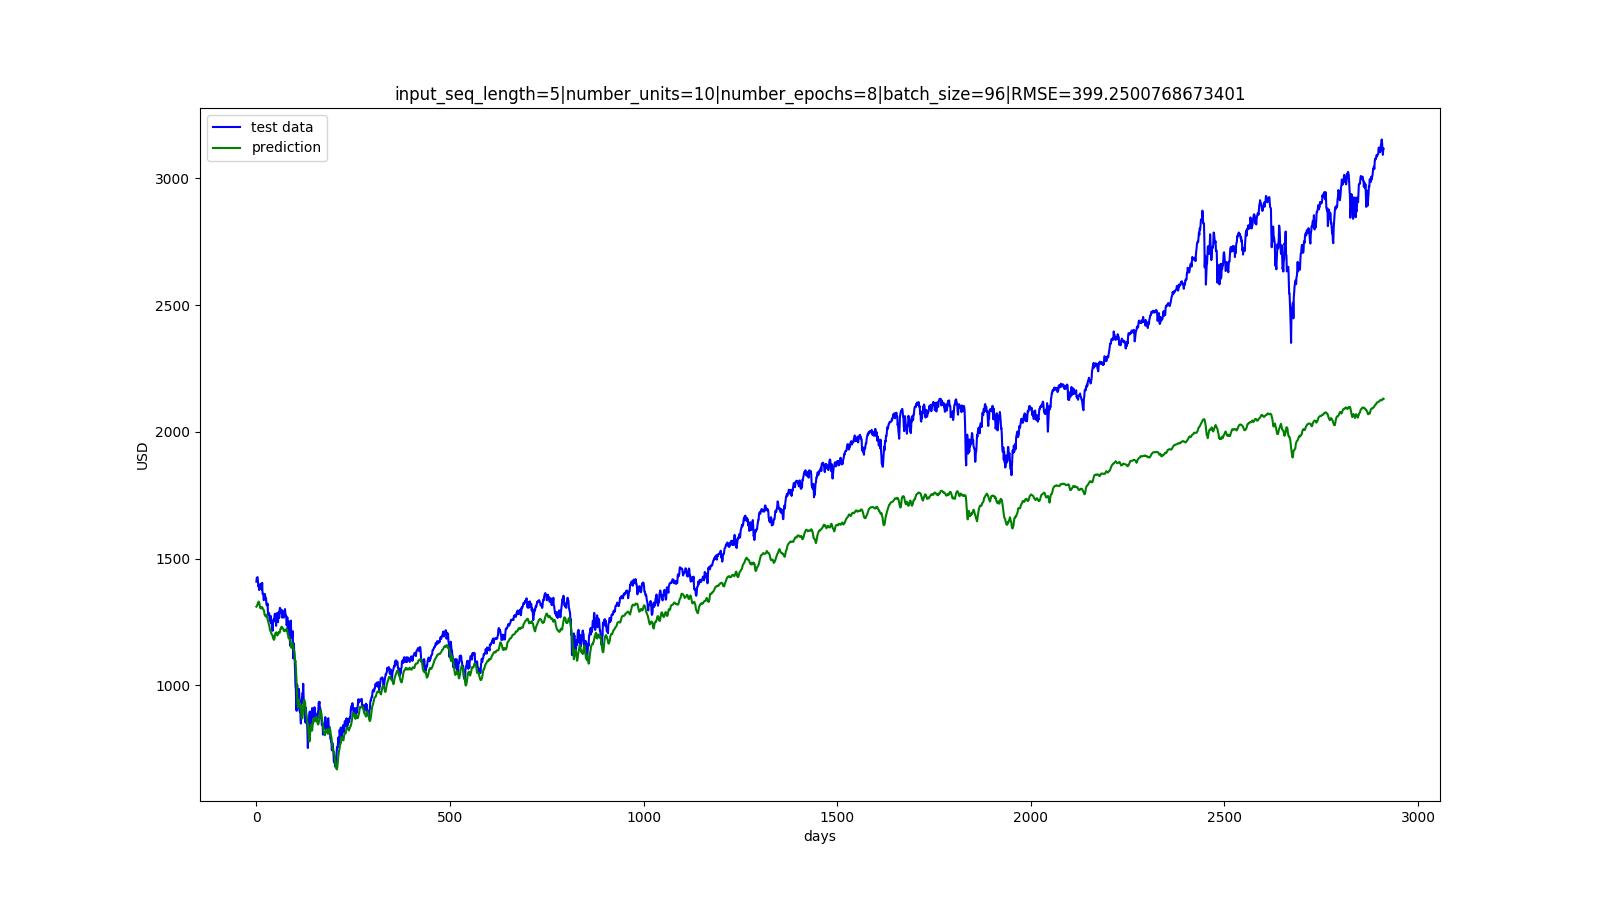 input_seq_length=5|number_units=10|number_epochs=8|batch_size=96|RMSE=399.2500768673401
test data
prediction
3000
2500
2000
1500
1000
USD
0 500 1000 1500 2000 2500 3000
days